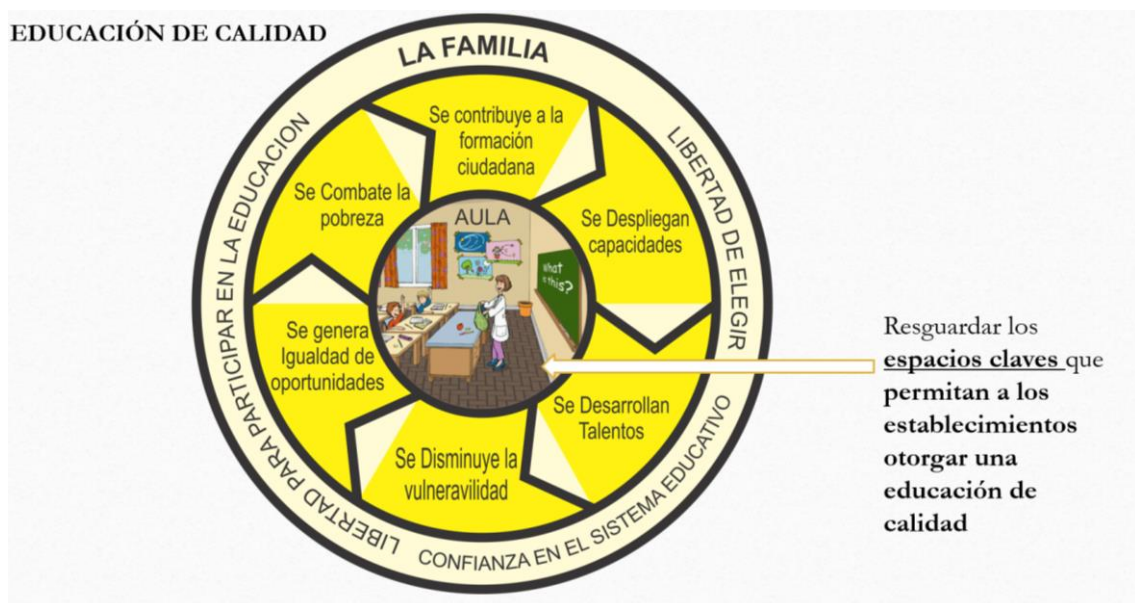 EDUCACIÓN DE CALIDAD
LA FAMILIA
LIBERTAD DE ELEGIR
CONFIANZA EN EL SISTEMA EDUCATIVO
LIBERTAD PARA PARTICIPAR EN LA EDUCACION
Se contribuye a la
formación
ciudadana
Se Despliegan
capacidades
Se Desarrollan
Talentos
Se Disminuye la
vulneravilidad
Se genera
Igualdad de
oportunidades
Se Combate la
pobreza
AULA
What
is this?
Resguardar los
espacios claves que
permitan a los
establecimientos
otorgar una
educación de
calidad